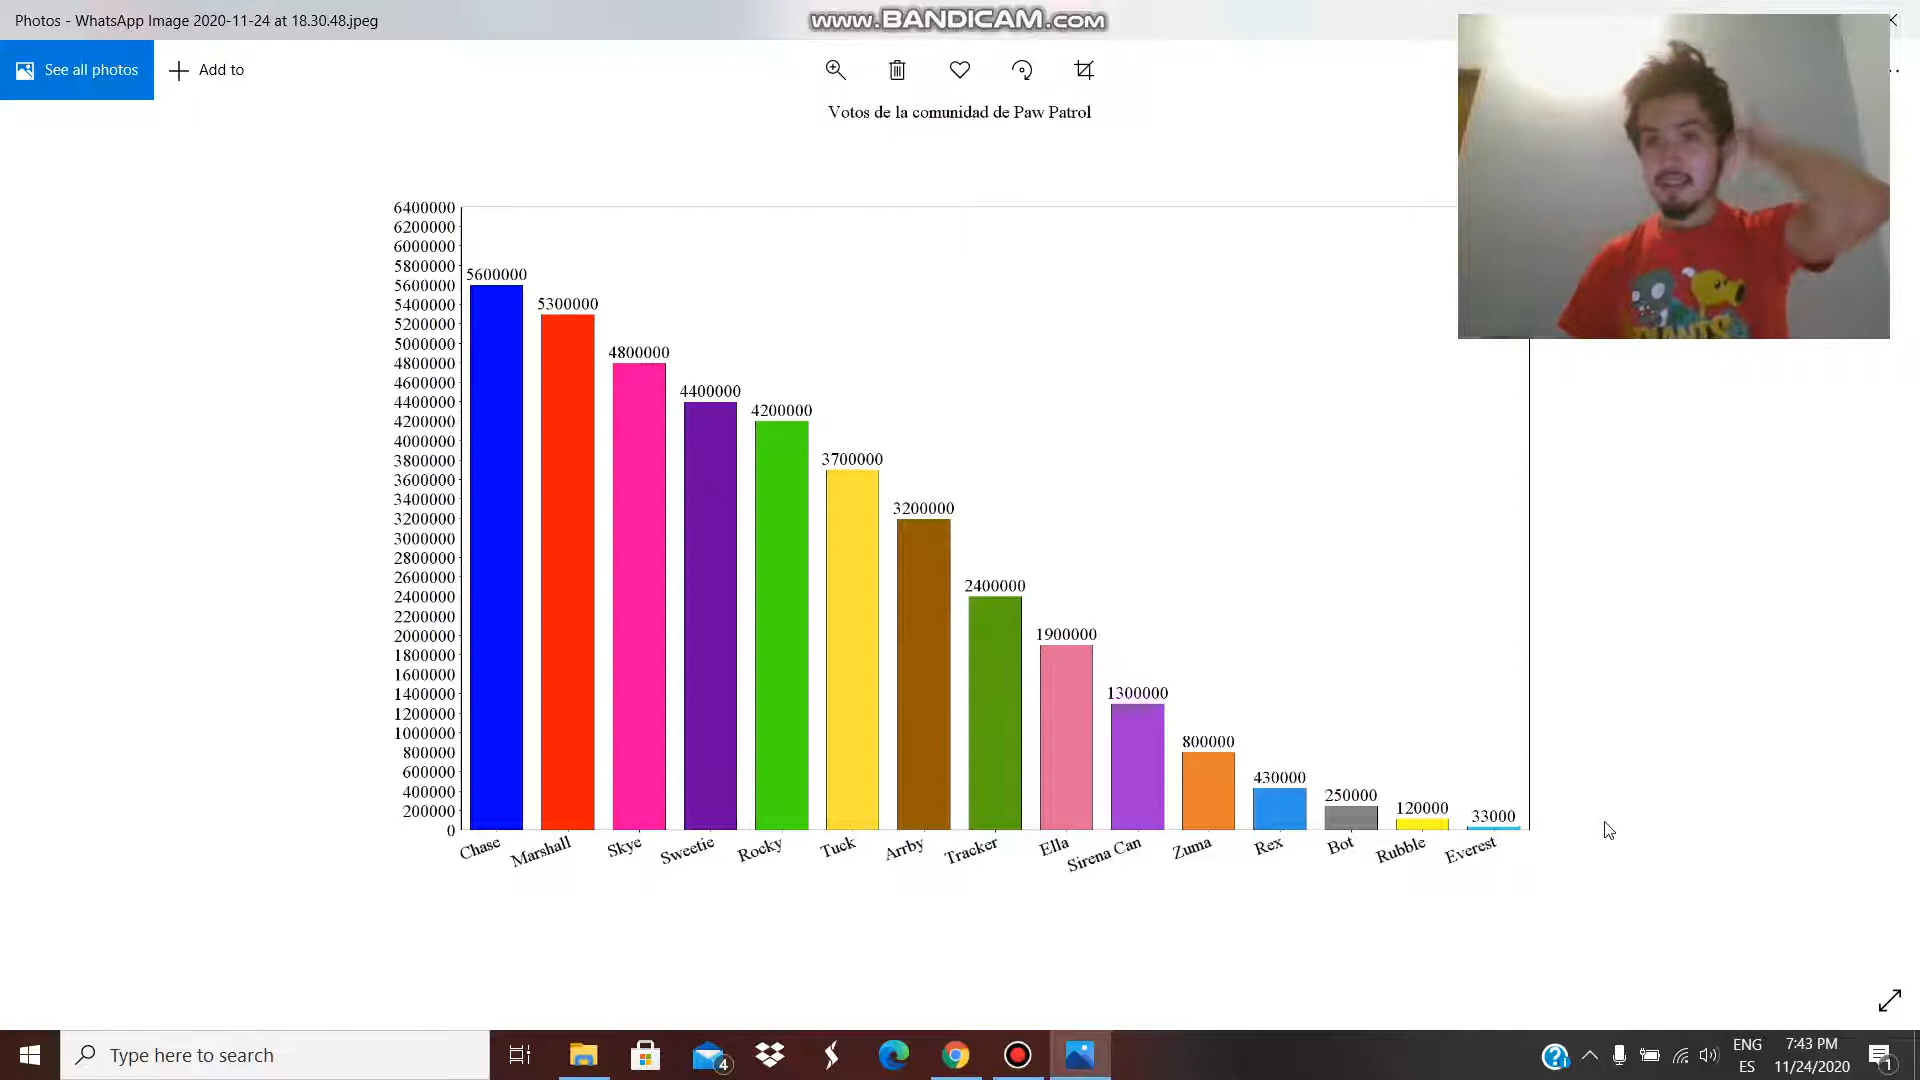 Photos - WhatsApp Image 2020-11-24 at 18.30.48.jpeg
www.BANDICAM.com
See all photos
Add to
Votos de la comunidad de Paw Patrol
6400000
6200000
6000000
5800000
5600000
5400000
5200000
5000000
4800000
4600000
4400000
4200000
4000000
3800000
3600000
3400000
3200000
3000000
2800000
2600000
2400000
2200000
2000000
1800000
1600000
1400000
1200000
1000000
800000
600000
400000
200000
0
5600000
5300000
4800000
4400000
4200000
3700000
3200000
2400000
1900000
1300000
800000
430000
250000
120000
33000
Chase
Marshall
Skye
Sweetie
Rocky
Tuck
Arrby
Tracker
Ella
Sirena Can
Zuma
Rex
Bot
Rubble
Everest
PLANTS
Type here to search
4
ENG
ES
7:43 PM
11/24/2020
1